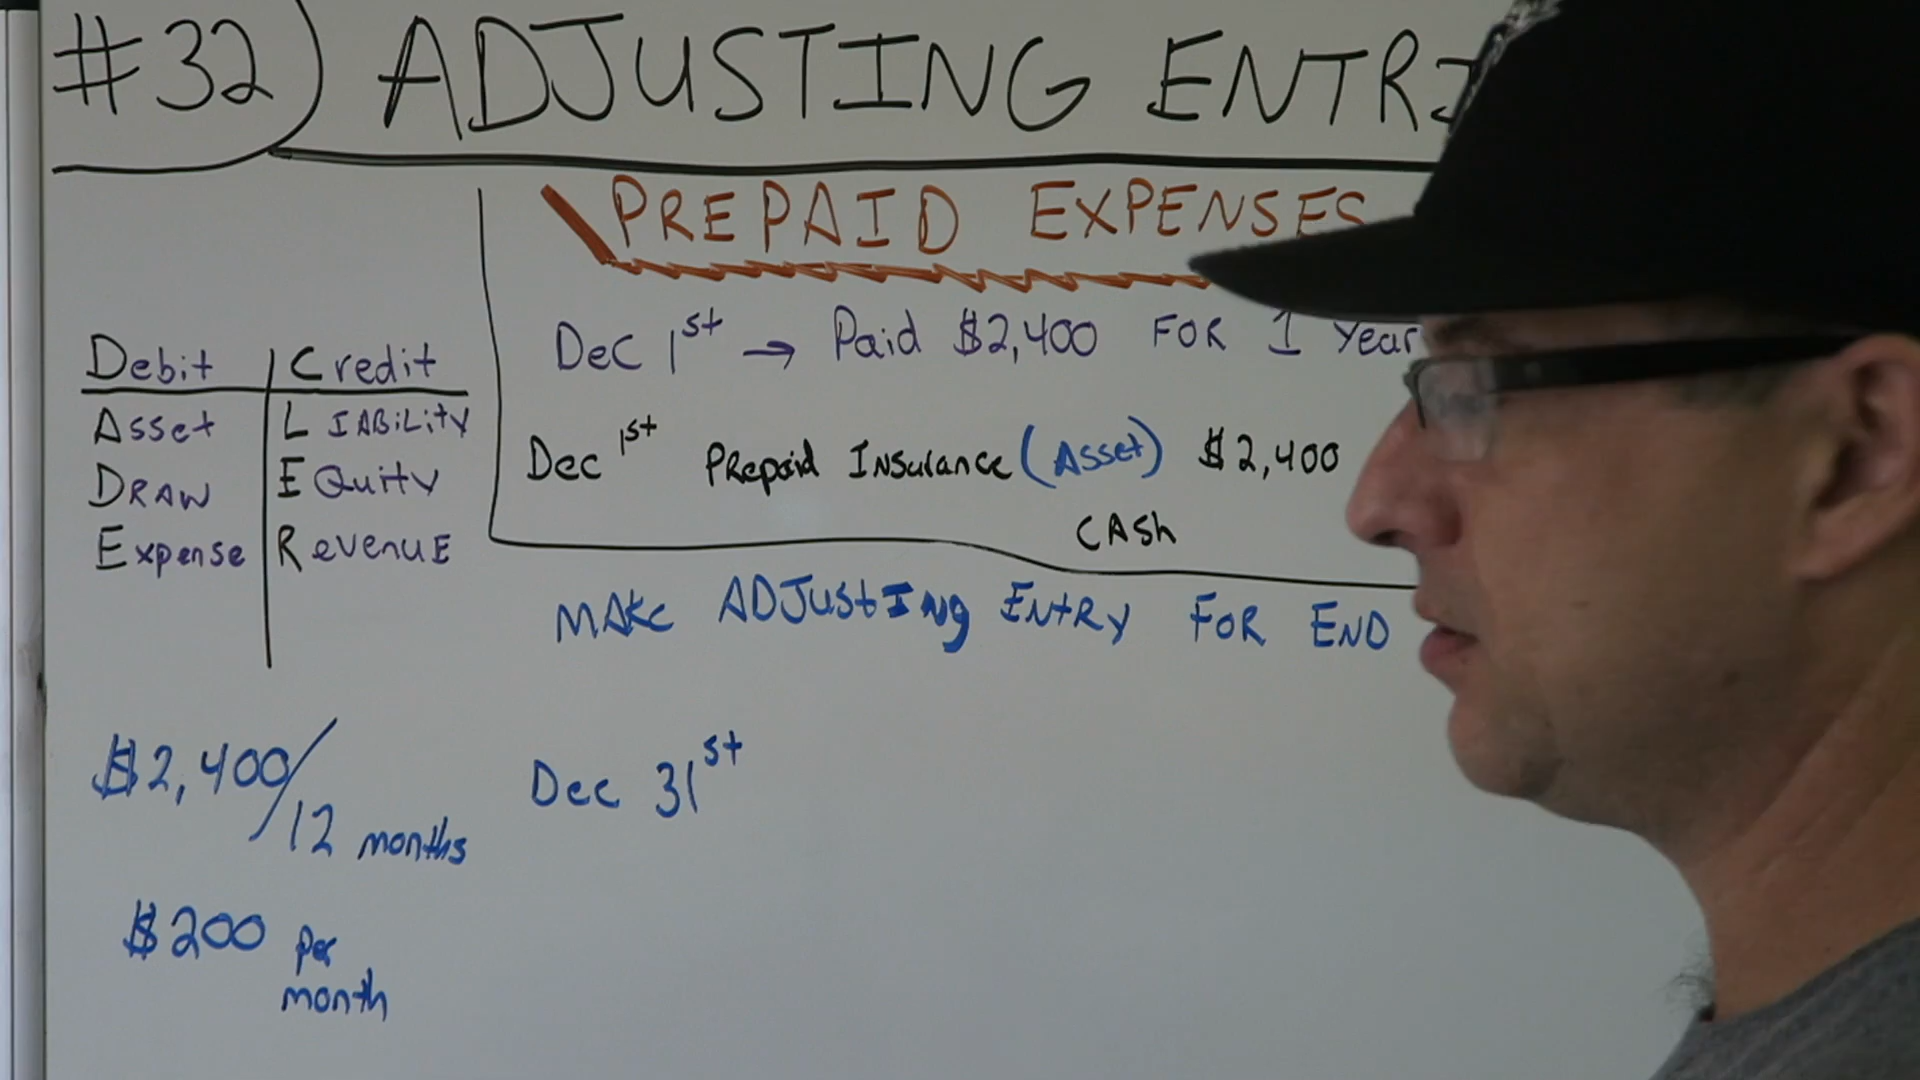 #32) ADJUSTING ENTRI
PREPAID EXPENSES
Dec 1st → Paid $2,400 FOR 1 Year
Debit Credit
Asset LIABILITY
DRAW EQuity
Expense RevenuE
Dec 1st PRepaid INSurance (Asset) $2,400
CASh
MAKe ADJUStING ENtRy FOR END
$2,400/12 months
$200 per
month
Dec 31st